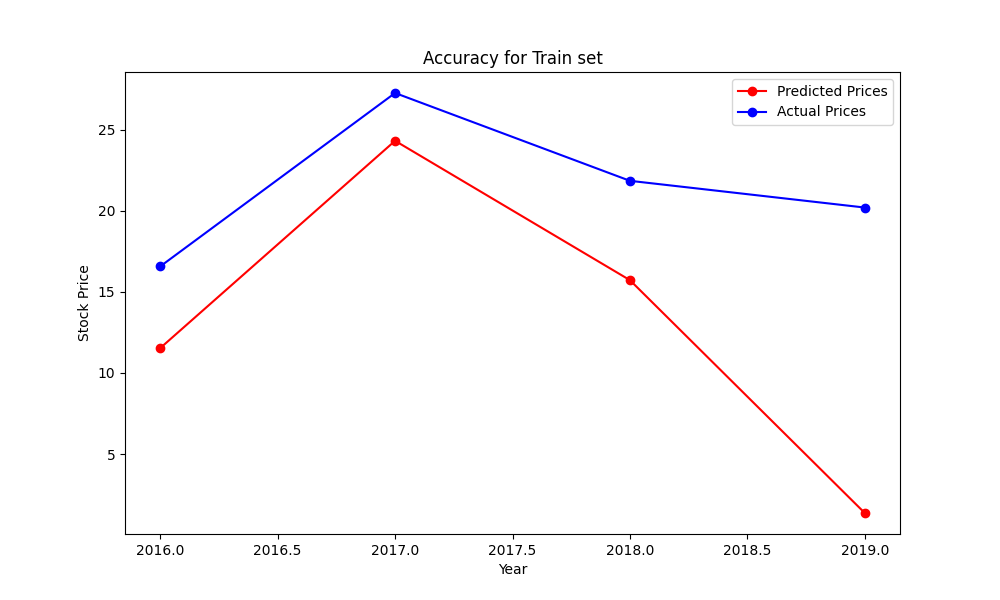 Accuracy for Train set
Predicted Prices
Actual Prices
Stock Price
25
20
15
10
5
2016.0
2016.5
2017.0
2017.5
2018.0
2018.5
2019.0
Year